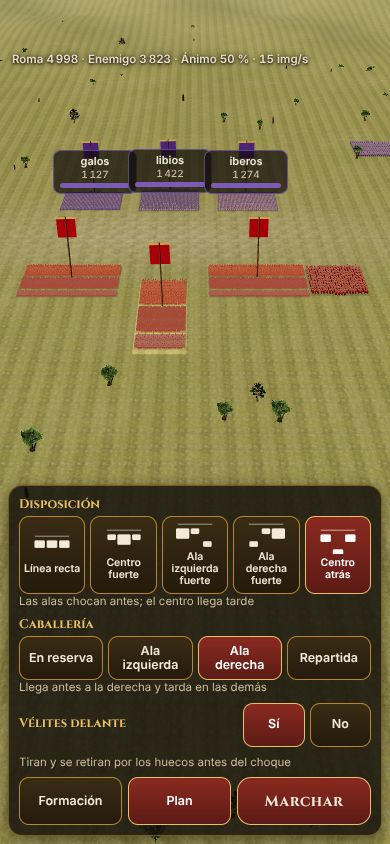 Roma 4 998 · Enemigo 3 823 · Ánimo 50 % · 15 img/s
galos
1 127
libios
1 422
iberos
1 274
Disposición
Línea recta
Centro
fuerte
Ala
izquierda
fuerte
Ala
derecha
fuerte
Centro
atrás
Las alas chocan antes; el centro llega tarde
Caballería
En reserva
Ala
izquierda
Ala
derecha
Repartida
Llega antes a la derecha y tarda en las demás
Vélites delante
Sí
No
Tiran y se retiran por los huecos antes del choque
Formación
Plan
Marchar